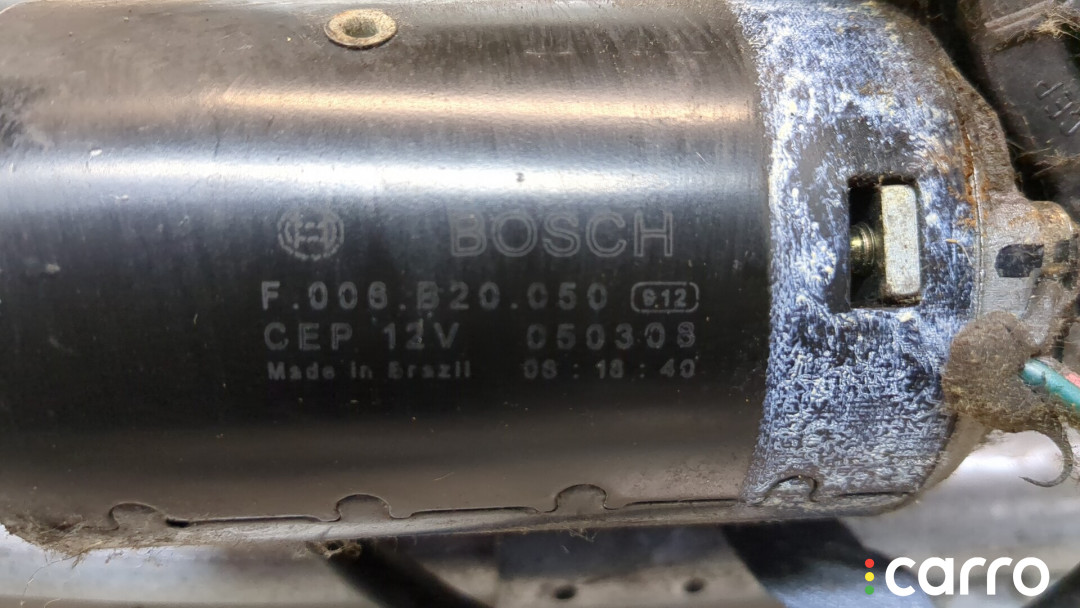 BOSCH
F.006.B20.050 9.12
CEP 12V 050308
Made in Brazil 08 : 18 : 40
carro